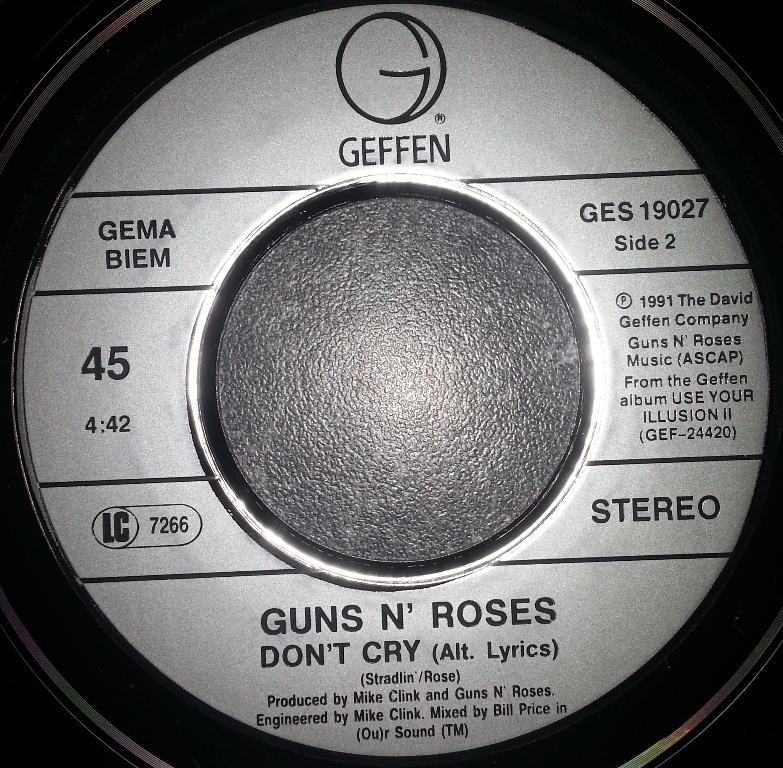 GEFFEN
GEMA
BIEM
GES 19027
Side 2
45
4:42
℗ 1991 The David
Geffen Company
Guns N' Roses
Music (ASCAP)
From the Geffen
album USE YOUR
ILLUSION II
(GEF-24420)
LC 7266
STEREO
GUNS N' ROSES
DON'T CRY (Alt. Lyrics)
(Stradlin'/Rose)
Produced by Mike Clink and Guns N' Roses.
Engineered by Mike Clink. Mixed by Bill Price in
(Ou)r Sound (TM)